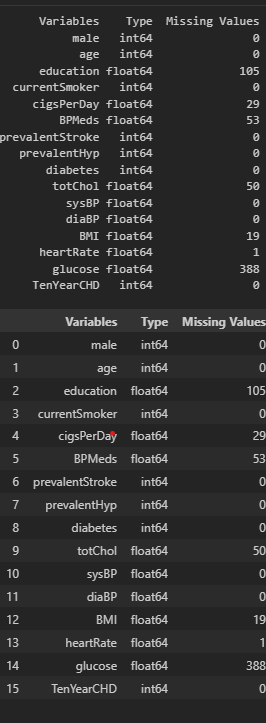 Variables Type Missing Values
male int64 0
age int64 0
education float64 105
currentSmoker int64 0
cigsPerDay float64 29
BPMeds float64 53
prevalentStroke int64 0
prevalentHyp int64 0
diabetes int64 0
totChol float64 50
sysBP float64 0
diaBP float64 0
BMI float64 19
heartRate float64 1
glucose float64 388
TenYearCHD int64 0
Variables Type Missing Values
0 male int64 0
1 age int64 0
2 education float64 105
3 currentSmoker int64 0
4 cigsPerDay float64 29
5 BPMeds float64 53
6 prevalentStroke int64 0
7 prevalentHyp int64 0
8 diabetes int64 0
9 totChol float64 50
10 sysBP float64 0
11 diaBP float64 0
12 BMI float64 19
13 heartRate float64 1
14 glucose float64 388
15 TenYearCHD int64 0